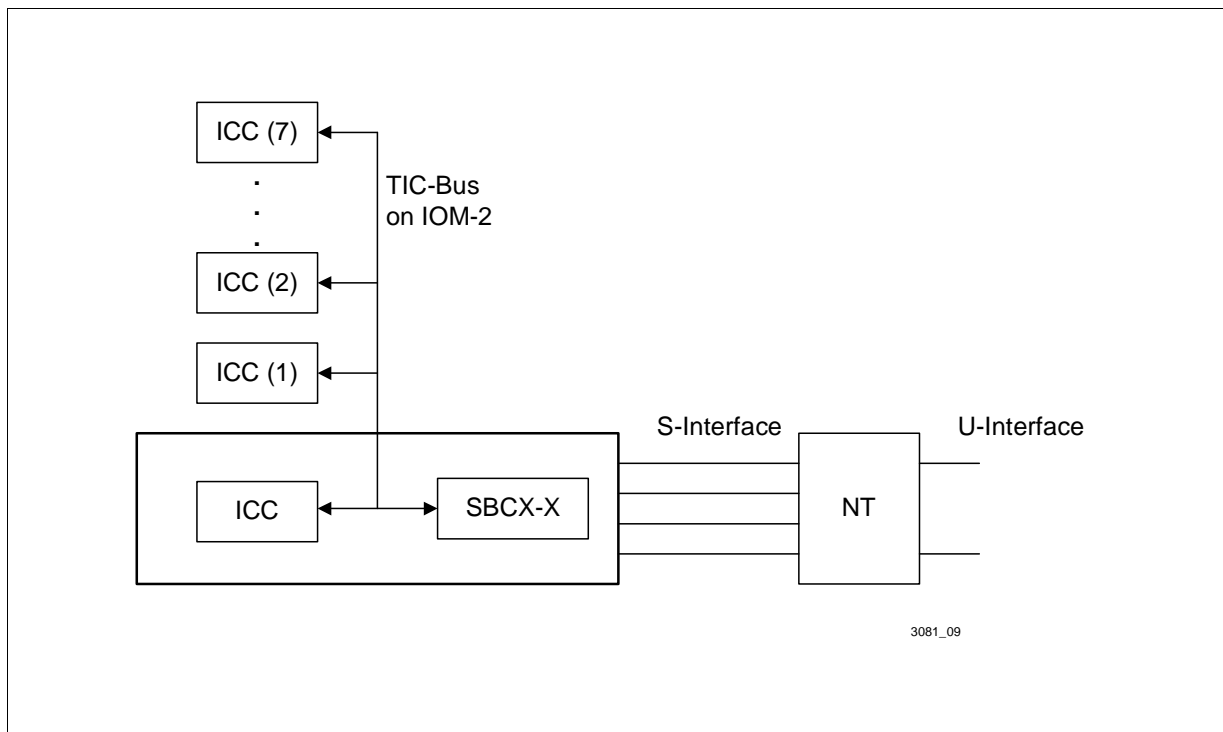 ICC (7)
.
.
.
TIC-Bus
on IOM-2
ICC (2)
ICC (1)
S-Interface
U-Interface
ICC
SBCX-X
NT
3081_09